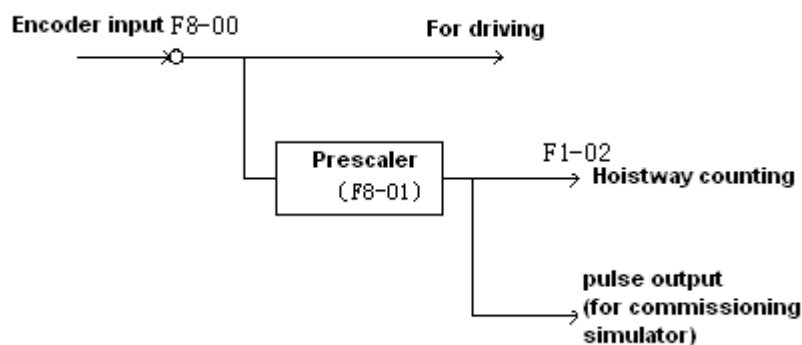 Encoder input F8-00
For driving
Prescaler
(F8-01)
F1-02
Hoistway counting
pulse output
(for commissioning
simulator)